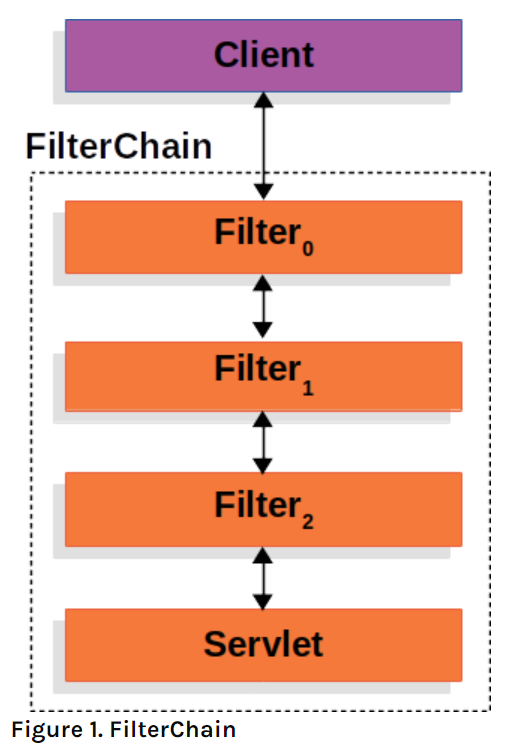 Client
FilterChain
Filter₀
Filter₁
Filter₂
Servlet
Figure 1. FilterChain